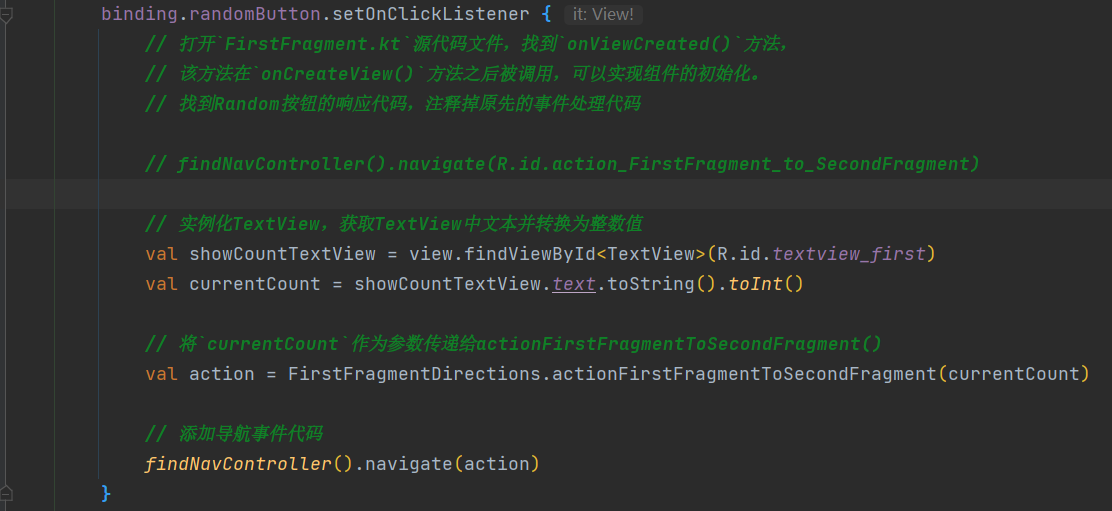 binding.randomButton.setOnClickListener { it: View!
// 打开`FirstFragment.kt`源代码文件，找到`onViewCreated()`方法，
// 该方法在`onCreateView()`方法之后被调用，可以实现组件的初始化。
// 找到Random按钮的响应代码，注释掉原先的事件处理代码
// findNavController().navigate(R.id.action_FirstFragment_to_SecondFragment)
// 实例化TextView，获取TextView中文本并转换为整数值
val showCountTextView = view.findViewById<TextView>(R.id.textview_first)
val currentCount = showCountTextView.text.toString().toInt()
// 将`currentCount`作为参数传递给actionFirstFragmentToSecondFragment()
val action = FirstFragmentDirections.actionFirstFragmentToSecondFragment(currentCount)
// 添加导航事件代码
findNavController().navigate(action)
}